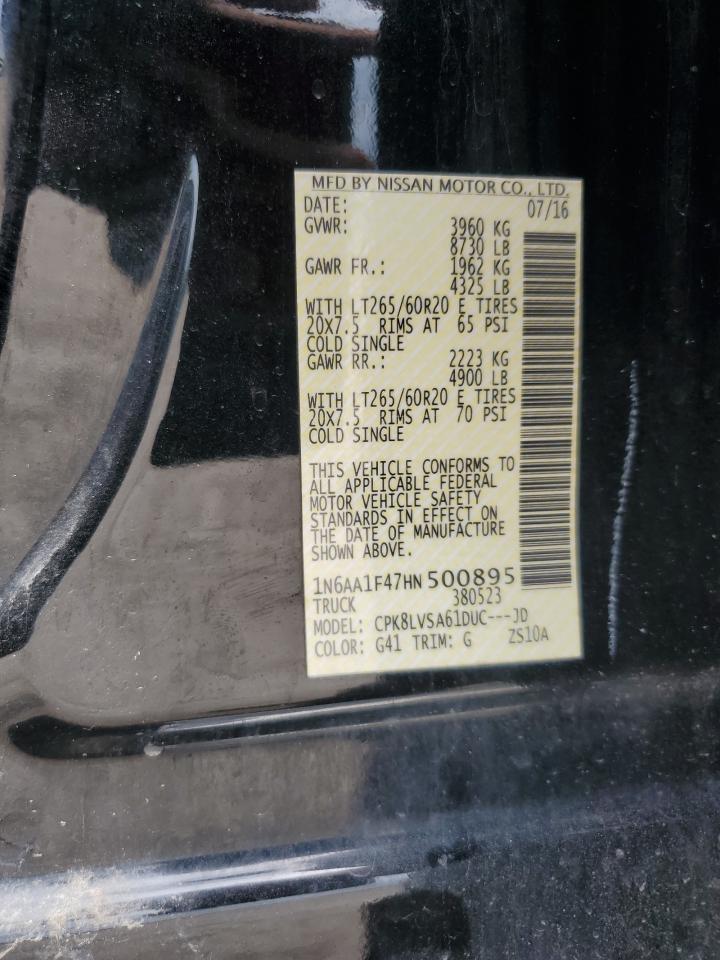 MFD BY NISSAN MOTOR CO., LTD.
DATE: 07/16
GVWR: 3960 KG
8730 LB
GAWR FR.: 1962 KG
4325 LB
WITH LT265/60R20 E TIRES
20X7.5 RIMS AT 65 PSI
COLD SINGLE
GAWR RR.: 2223 KG
4900 LB
WITH LT265/60R20 E TIRES
20X7.5 RIMS AT 70 PSI
COLD SINGLE
THIS VEHICLE CONFORMS TO
ALL APPLICABLE FEDERAL
MOTOR VEHICLE SAFETY
STANDARDS IN EFFECT ON
THE DATE OF MANUFACTURE
SHOWN ABOVE.
1N6AA1F47HN500895
TRUCK 380523
MODEL: CPK8LVSA61DUC---JD
COLOR: G41 TRIM: G ZS10A